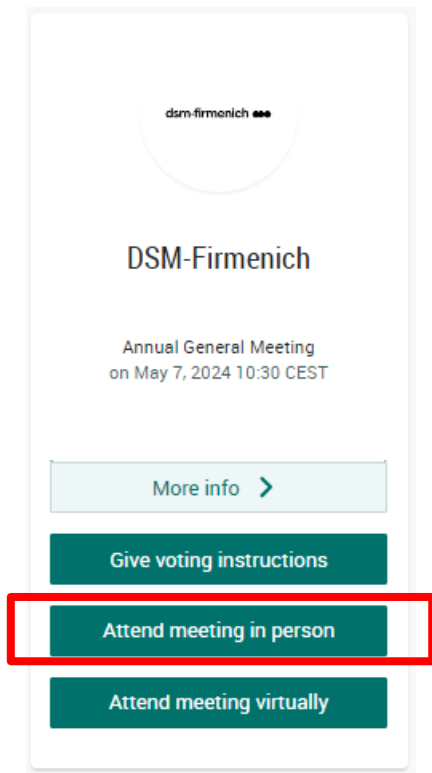 dsm-firmenich
DSM-Firmenich
Annual General Meeting
on May 7, 2024 10:30 CEST
More info
Give voting instructions
Attend meeting in person
Attend meeting virtually